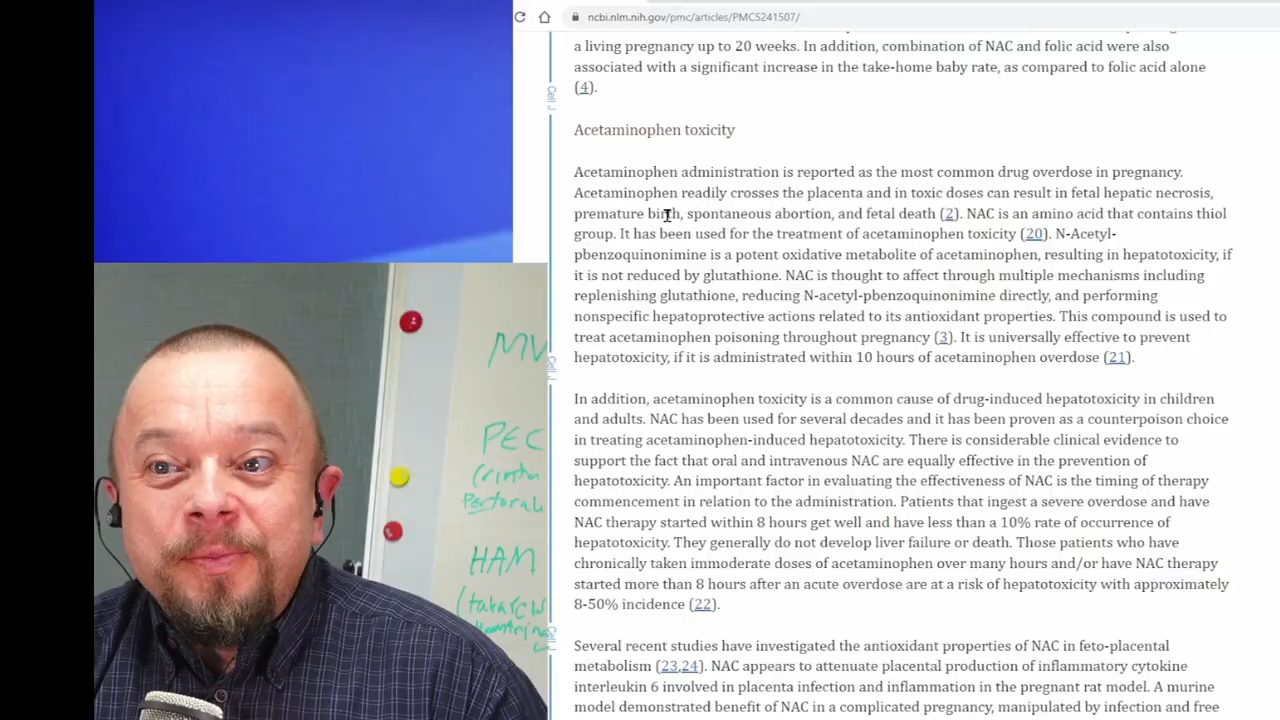 ncbi.nlm.nih.gov/pmc/articles/PMC5241507/
a living pregnancy up to 20 weeks. In addition, combination of NAC and folic acid were also
associated with a significant increase in the take-home baby rate, as compared to folic acid alone
(4).
Acetaminophen toxicity
Acetaminophen administration is reported as the most common drug overdose in pregnancy.
Acetaminophen readily crosses the placenta and in toxic doses can result in fetal hepatic necrosis,
premature birth, spontaneous abortion, and fetal death (2). NAC is an amino acid that contains thiol
group. It has been used for the treatment of acetaminophen toxicity (20). N-Acetyl-
pbenzoquinonimine is a potent oxidative metabolite of acetaminophen, resulting in hepatotoxicity, if
it is not reduced by glutathione. NAC is thought to affect through multiple mechanisms including
replenishing glutathione, reducing N-acetyl-pbenzoquinonimine directly, and performing
nonspecific hepatoprotective actions related to its antioxidant properties. This compound is used to
treat acetaminophen poisoning throughout pregnancy (3). It is universally effective to prevent
hepatotoxicity, if it is administrated within 10 hours of acetaminophen overdose (21).
In addition, acetaminophen toxicity is a common cause of drug-induced hepatotoxicity in children
and adults. NAC has been used for several decades and it has been proven as a counterpoison choice
in treating acetaminophen-induced hepatotoxicity. There is considerable clinical evidence to
support the fact that oral and intravenous NAC are equally effective in the prevention of
hepatotoxicity. An important factor in evaluating the effectiveness of NAC is the timing of therapy
commencement in relation to the administration. Patients that ingest a severe overdose and have
NAC therapy started within 8 hours get well and have less than a 10% rate of occurrence of
hepatotoxicity. They generally do not develop liver failure or death. Those patients who have
chronically taken immoderate doses of acetaminophen over many hours and/or have NAC therapy
started more than 8 hours after an acute overdose are at a risk of hepatotoxicity with approximately
8-50% incidence (22).
Several recent studies have investigated the antioxidant properties of NAC in feto-placental
metabolism (23,24). NAC appears to attenuate placental production of inflammatory cytokine
interleukin 6 involved in placenta infection and inflammation in the pregnant rat model. A murine
model demonstrated benefit of NAC in a complicated pregnancy, manipulated by infection and free
Cell J
Cell J
Cell J
MV
PEC
HAM